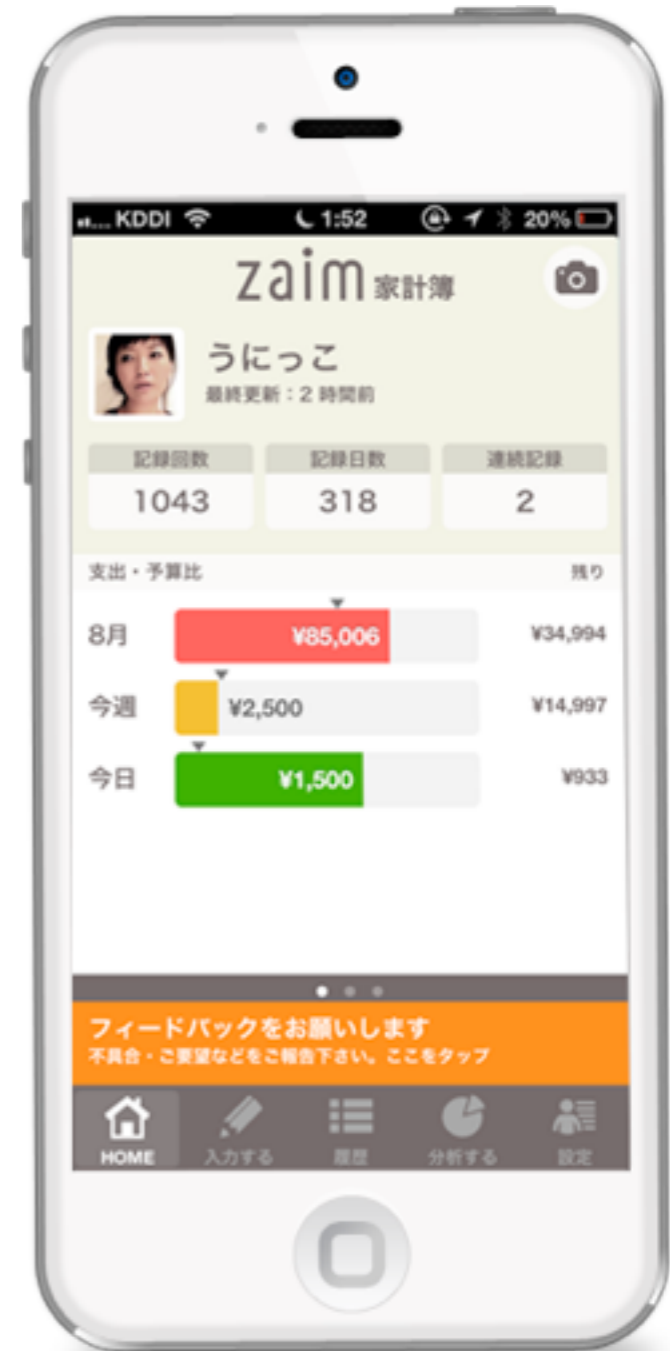 KDDI 1:52 20%
zaim 家計簿
うにっこ
最終更新：2 時間前
記録回数 記録日数 連続記録
1043 318 2
支出・予算比 残り
8月 ¥85,006 ¥34,994
今週 ¥2,500 ¥14,997
今日 ¥1,500 ¥933
フィードバックをお願いします
不具合・ご要望などをご報告下さい。ここをタップ
HOME 入力する 履歴 分析する 設定